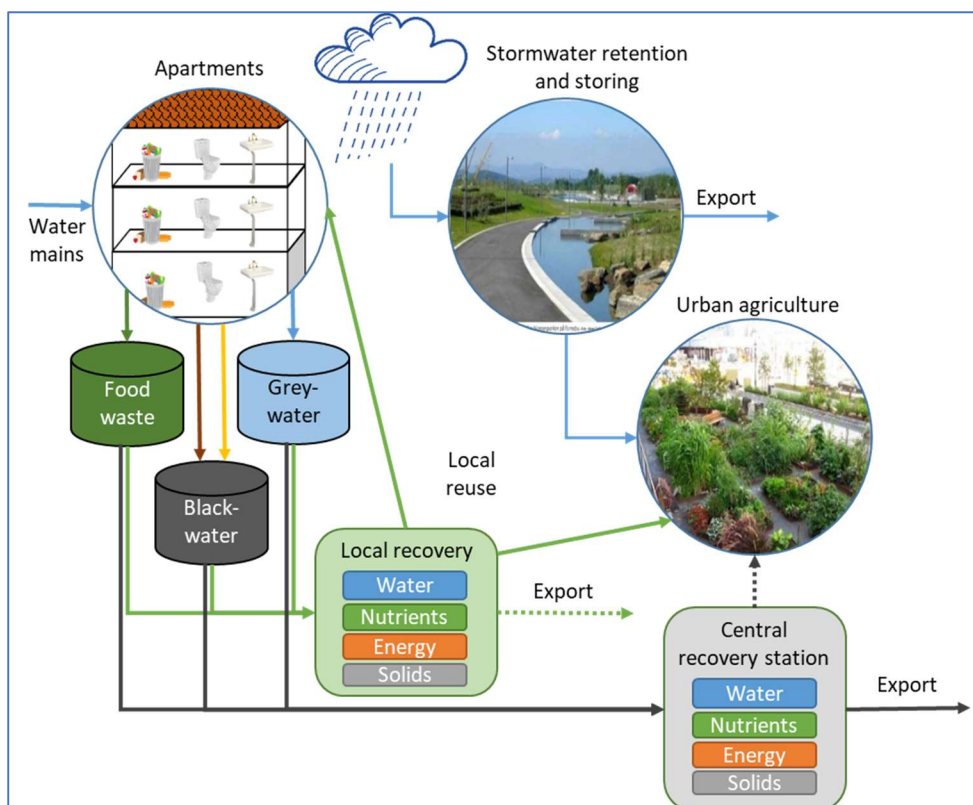 Apartments
Stormwater retention
and storing
Water
mains
Export
Urban agriculture
Food
waste
Grey-
water
Black-
water
Local
reuse
Local recovery
Water
Nutrients
Energy
Solids
Export
Central
recovery station
Water
Nutrients
Energy
Solids
Export